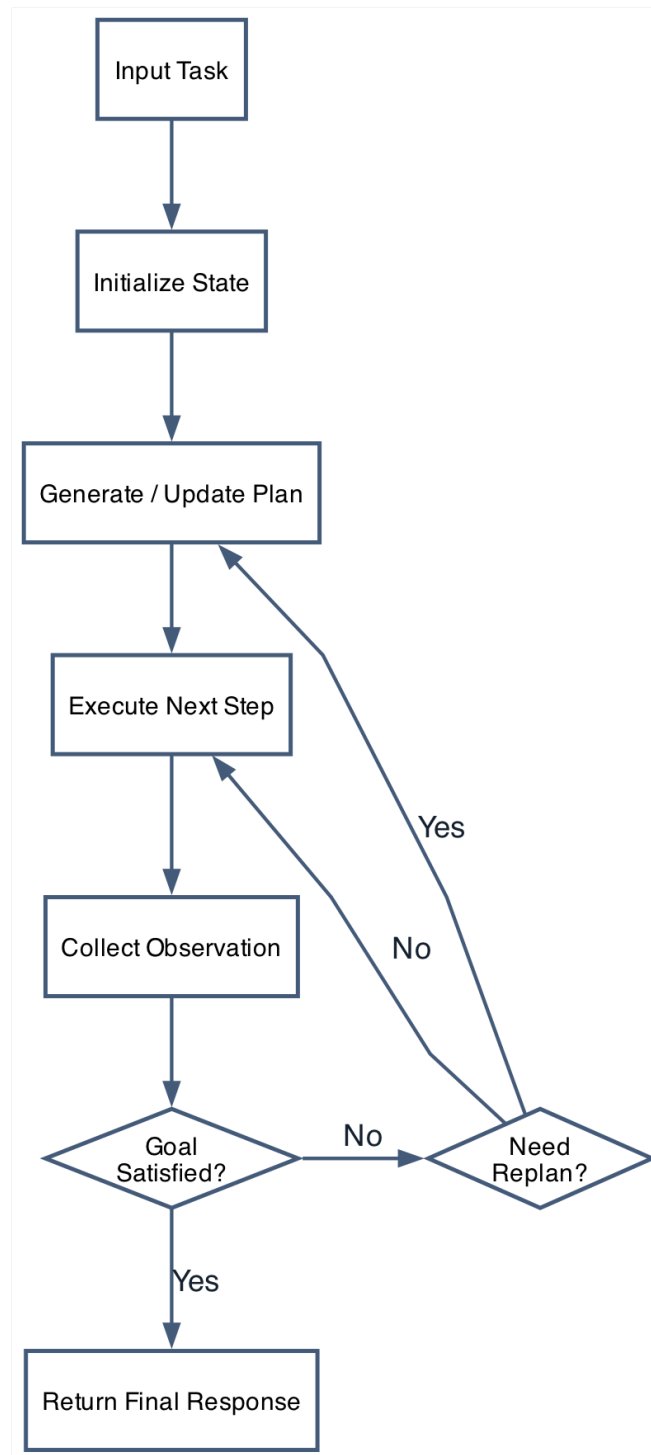 Input Task
Initialize State
Generate / Update Plan
Execute Next Step
Yes
No
Collect Observation
No
Goal
Satisfied?
Need
Replan?
Yes
Return Final Response